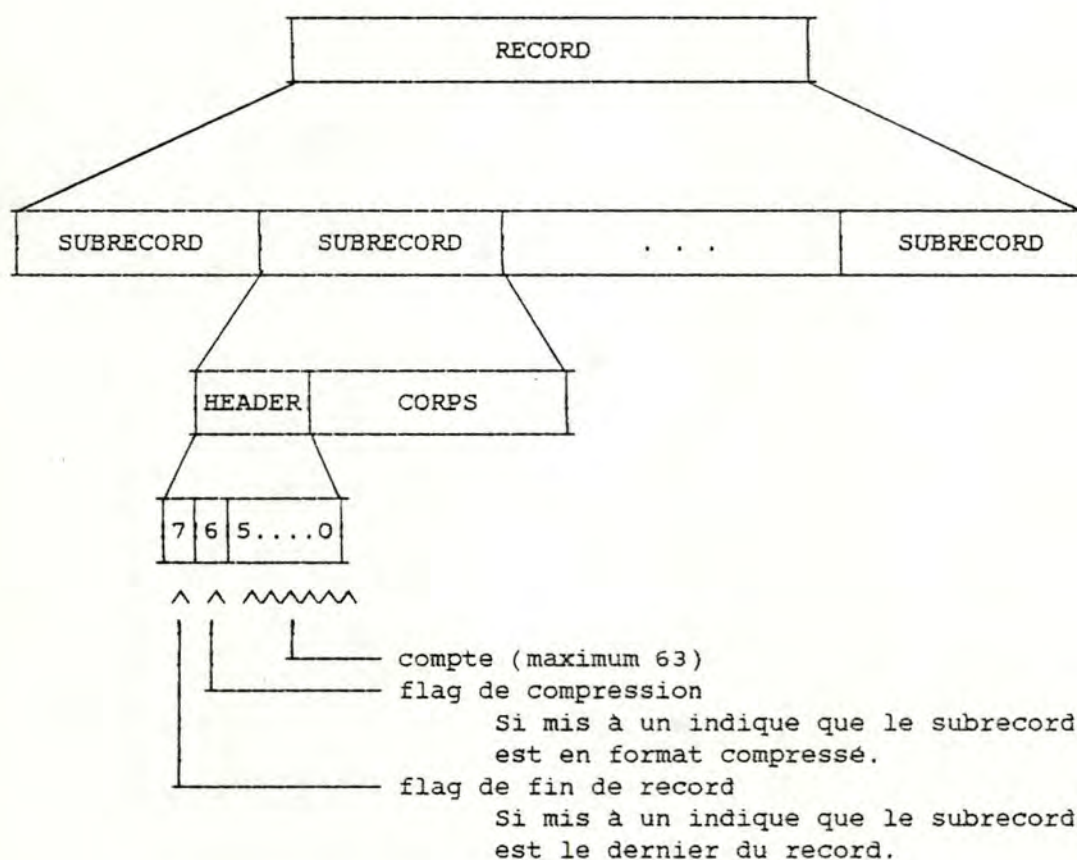 RECORD
SUBRECORD SUBRECORD . . . SUBRECORD
HEADER CORPS
7 6 5....0
^ ^ ^^^^^^
compte (maximum 63)
flag de compression
Si mis à un indique que le subrecord
est en format compressé.
flag de fin de record
Si mis à un indique que le subrecord
est le dernier du record.